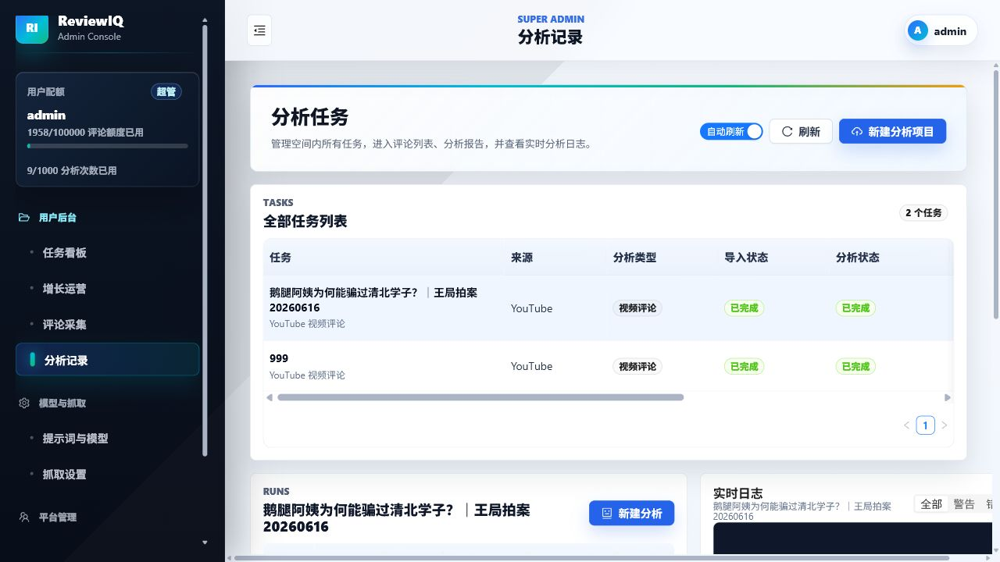 RI
ReviewIQ
Admin Console
用户配额
超管
admin
1958/100000 评论额度已用
9/1000 分析次数已用
用户后台
任务看板
增长运营
评论采集
分析记录
模型与抓取
提示词与模型
抓取设置
平台管理
SUPER ADMIN
分析记录
A
admin
分析任务
管理空间内所有任务，进入评论列表、分析报告，并查看实时分析日志。
自动刷新
刷新
新建分析项目
TASKS
全部任务列表
2 个任务
任务 来源 分析类型 导入状态 分析状态
鹅腿阿姨为何能骗过清北学子？｜王局拍案
20260616
YouTube 视频评论
YouTube
视频评论
已完成
已完成
999
YouTube 视频评论
YouTube
视频评论
已完成
已完成
1
RUNS
鹅腿阿姨为何能骗过清北学子？｜王局拍案
20260616
新建分析
实时日志
鹅腿阿姨为何能骗过清北学子？｜王局拍案
20260616
全部 警告